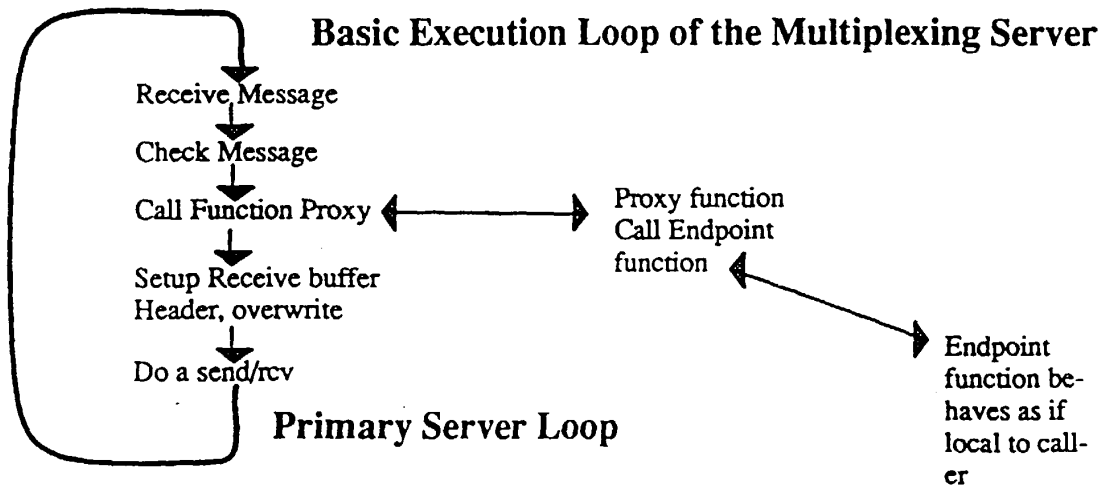 Basic Execution Loop of the Multiplexing Server
Receive Message
Check Message
Call Function Proxy
Proxy function
Call Endpoint
function
Setup Receive buffer
Header, overwrite
Do a send/rcv
Endpoint
function be-
haves as if
local to call-
er
Primary Server Loop